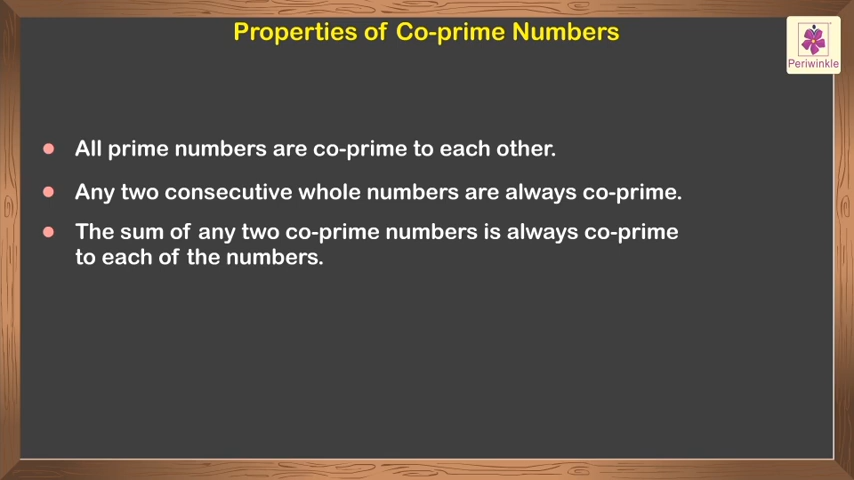 Properties of Co-prime Numbers
Periwinkle
All prime numbers are co-prime to each other.
Any two consecutive whole numbers are always co-prime.
The sum of any two co-prime numbers is always co-prime
to each of the numbers.